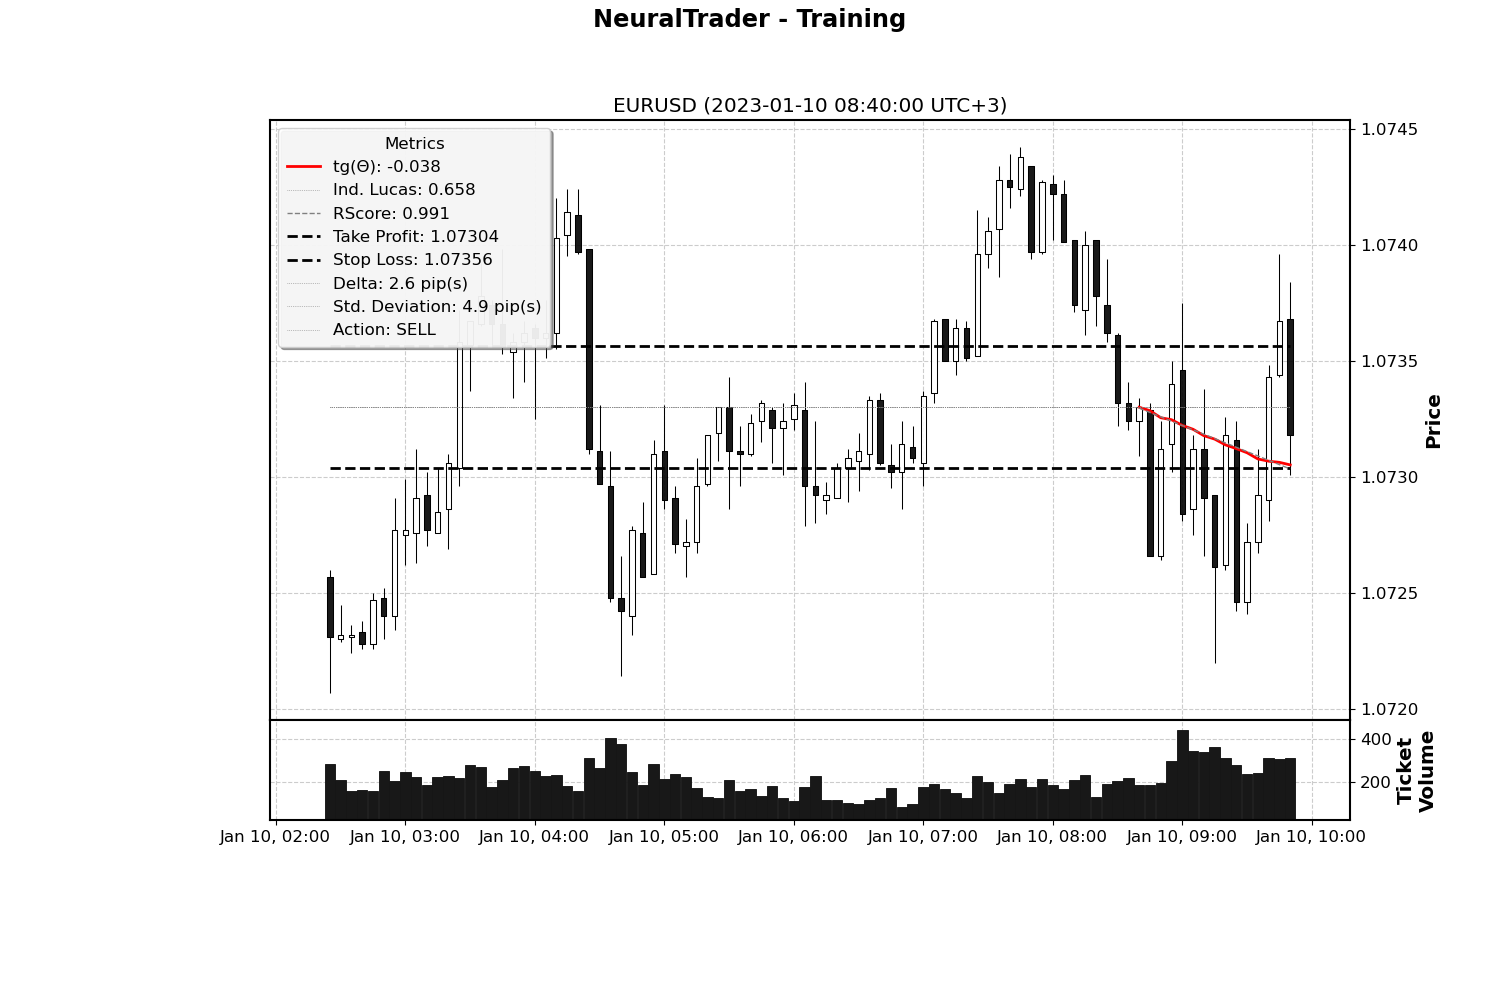 NeuralTrader - Training
EURUSD (2023-01-10 08:40:00 UTC+3)
Metrics
tg(Θ): -0.038
Ind. Lucas: 0.658
RScore: 0.991
Take Profit: 1.07304
Stop Loss: 1.07356
Delta: 2.6 pip(s)
Std. Deviation: 4.9 pip(s)
Action: SELL
1.0745
1.0740
1.0735
1.0730
1.0725
1.0720
Price
400
200
Ticket
Volume
Jan 10, 02:00
Jan 10, 03:00
Jan 10, 04:00
Jan 10, 05:00
Jan 10, 06:00
Jan 10, 07:00
Jan 10, 08:00
Jan 10, 09:00
Jan 10, 10:00